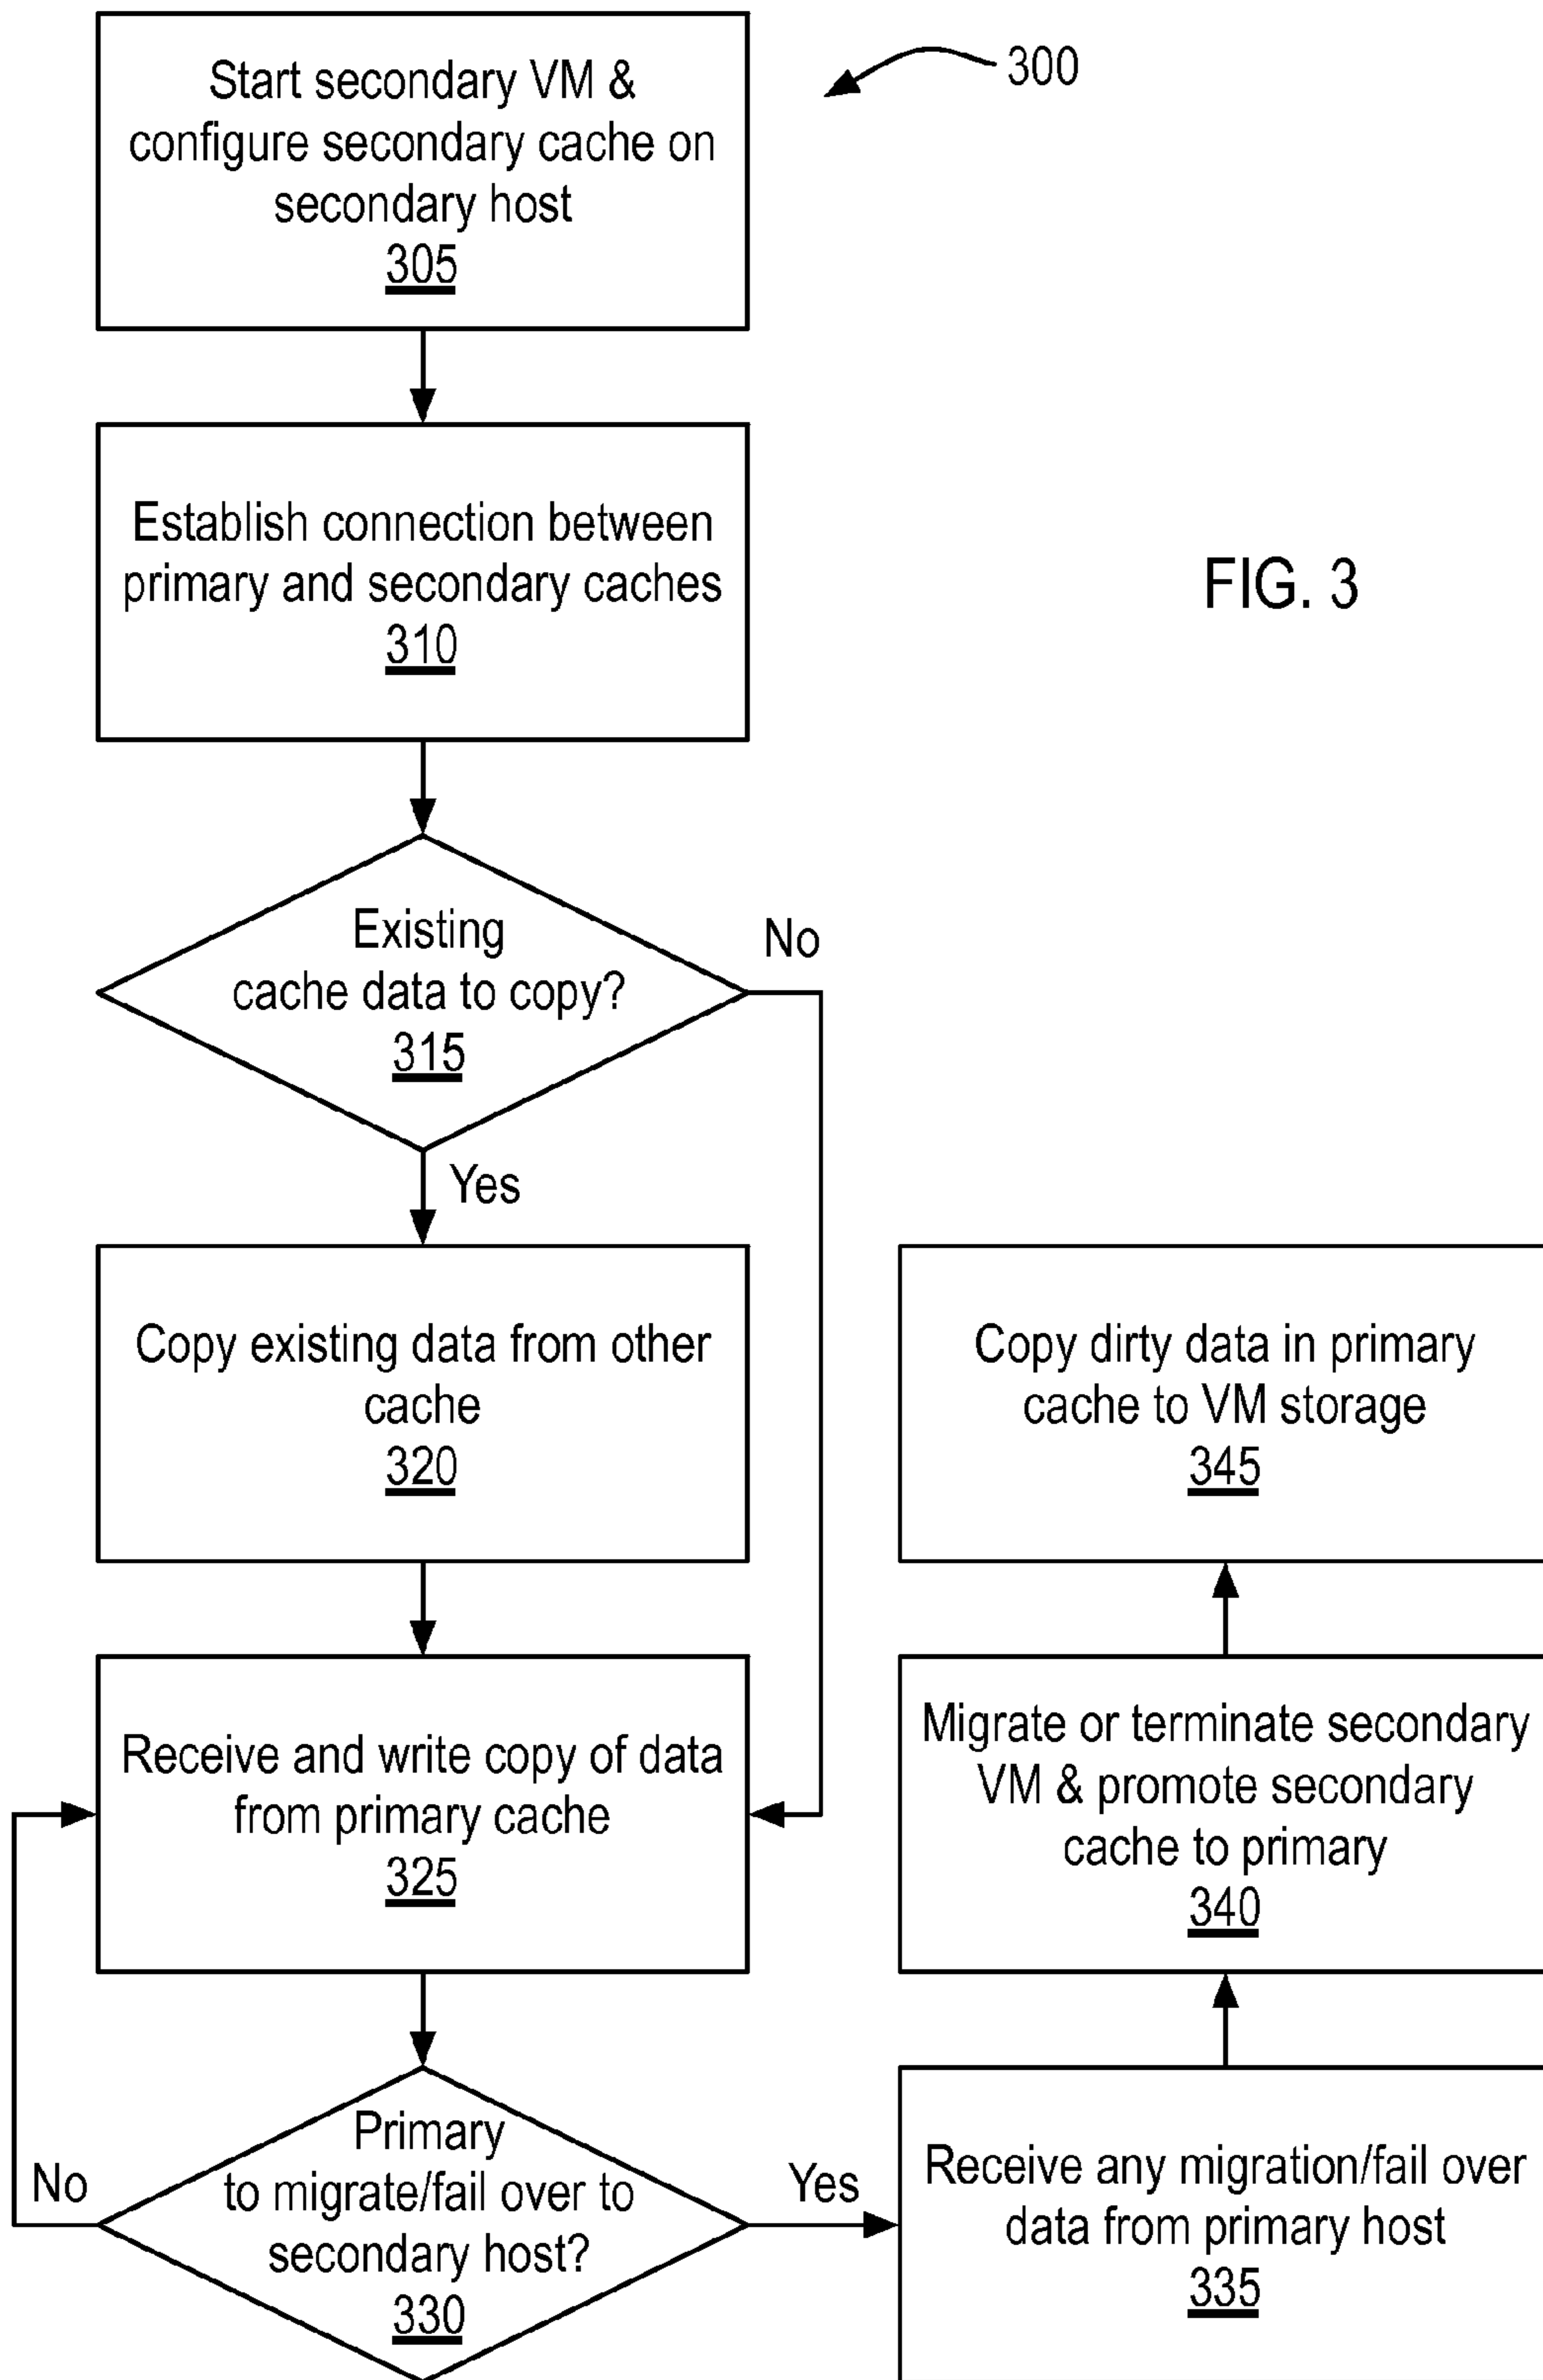 Start secondary VM &
configure secondary cache on
secondary host
305
300
Establish connection between
primary and secondary caches
310
FIG. 3
Existing
cache data to copy?
315
No
Yes
Copy existing data from other
cache
320
Copy dirty data in primary
cache to VM storage
345
Receive and write copy of data
from primary cache
325
Migrate or terminate secondary
VM & promote secondary
cache to primary
340
Primary
to migrate/fail over to
secondary host?
330
No
Yes
Receive any migration/fail over
data from primary host
335